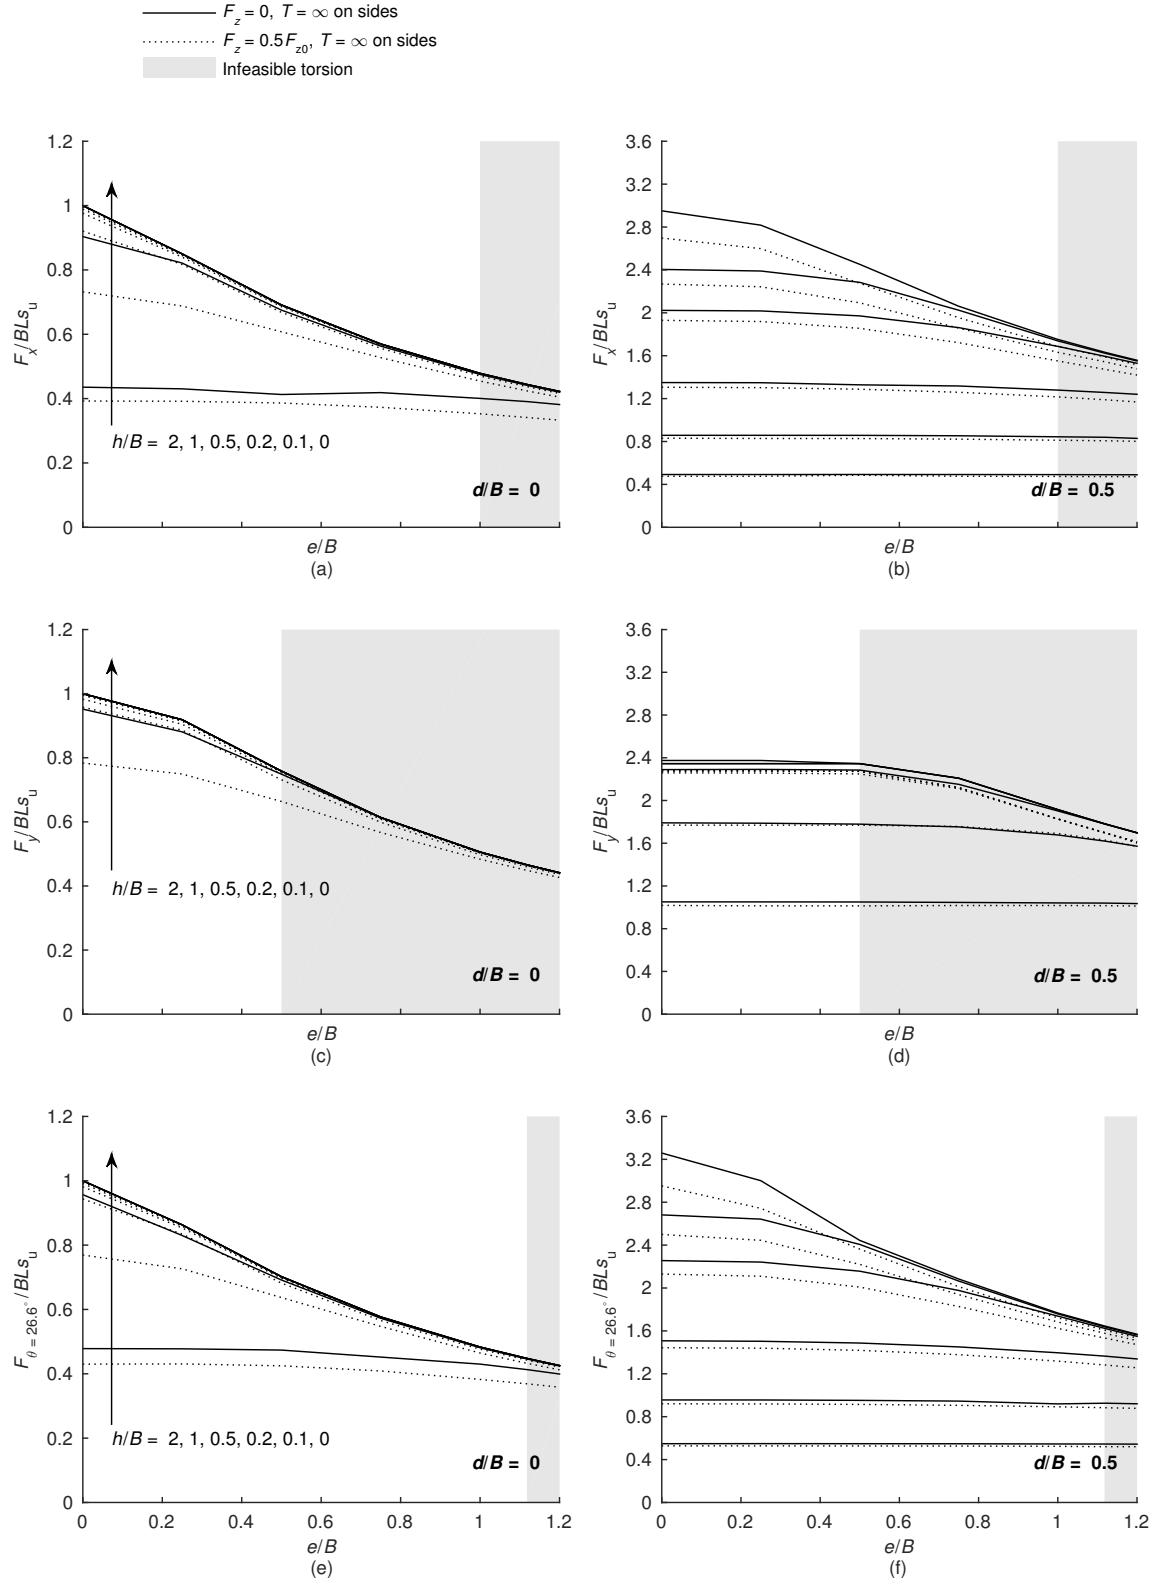 F_z = 0, T = ∞ on sides
F_z = 0.5F_z0, T = ∞ on sides
Infeasible torsion
1.2
1
0.8
0.6
0.4
0.2
0
F_x/BLs_u
h/B = 2, 1, 0.5, 0.2, 0.1, 0
d/B = 0
e/B
(a)
3.6
3.2
2.8
2.4
2
1.6
1.2
0.8
0.4
0
F_x/BLs_u
d/B = 0.5
e/B
(b)
1.2
1
0.8
0.6
0.4
0.2
0
F_y/BLs_u
h/B = 2, 1, 0.5, 0.2, 0.1, 0
d/B = 0
e/B
(c)
3.6
3.2
2.8
2.4
2
1.6
1.2
0.8
0.4
0
F_y/BLs_u
d/B = 0.5
e/B
(d)
1.2
1
0.8
0.6
0.4
0.2
0
F_θ = 26.6°/BLs_u
h/B = 2, 1, 0.5, 0.2, 0.1, 0
d/B = 0
0 0.2 0.4 0.6 0.8 1 1.2
e/B
(e)
3.6
3.2
2.8
2.4
2
1.6
1.2
0.8
0.4
0
F_θ = 26.6°/BLs_u
d/B = 0.5
0 0.2 0.4 0.6 0.8 1 1.2
e/B
(f)